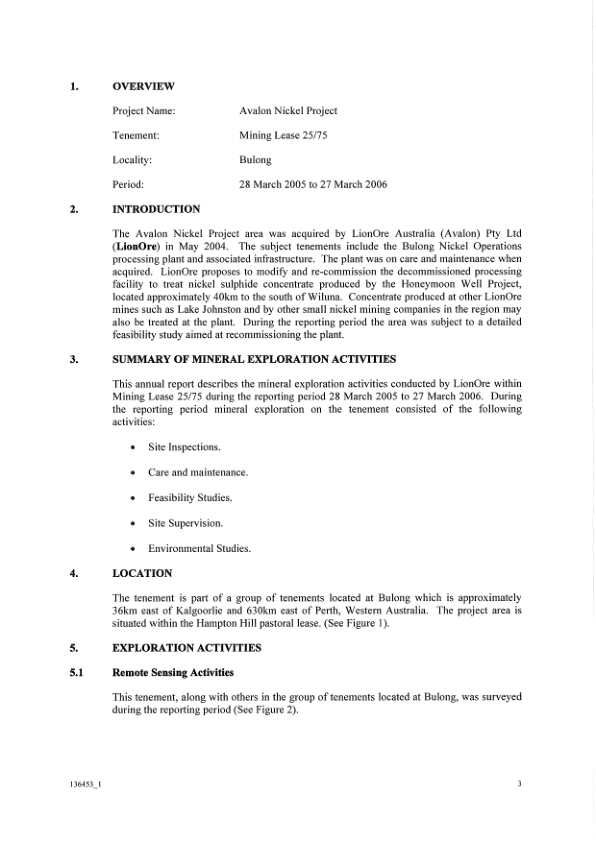 1. OVERVIEW
Project Name: Avalon Nickel Project
Tenement: Mining Lease 25/75
Locality: Bulong
Period: 28 March 2005 to 27 March 2006
2. INTRODUCTION
The Avalon Nickel Project area was acquired by LionOre Australia (Avalon) Pty Ltd
(LionOre) in May 2004. The subject tenements include the Bulong Nickel Operations
processing plant and associated infrastructure. The plant was on care and maintenance when
acquired. LionOre proposes to modify and re-commission the decommissioned processing
facility to treat nickel sulphide concentrate produced by the Honeymoon Well Project,
located approximately 40km to the south of Wiluna. Concentrate produced at other LionOre
mines such as Lake Johnston and by other small nickel mining companies in the region may
also be treated at the plant. During the reporting period the area was subject to a detailed
feasibility study aimed at recommissioning the plant.
3. SUMMARY OF MINERAL EXPLORATION ACTIVITIES
This annual report describes the mineral exploration activities conducted by LionOre within
Mining Lease 25/75 during the reporting period 28 March 2005 to 27 March 2006. During
the reporting period mineral exploration on the tenement consisted of the following
activities:
• Site Inspections.
• Care and maintenance.
• Feasibility Studies.
• Site Supervision.
• Environmental Studies.
4. LOCATION
The tenement is part of a group of tenements located at Bulong which is approximately
36km east of Kalgoorlie and 630km east of Perth, Western Australia. The project area is
situated within the Hampton Hill pastoral lease. (See Figure 1).
5. EXPLORATION ACTIVITIES
5.1 Remote Sensing Activities
This tenement, along with others in the group of tenements located at Bulong, was surveyed
during the reporting period (See Figure 2).
136453_1 3